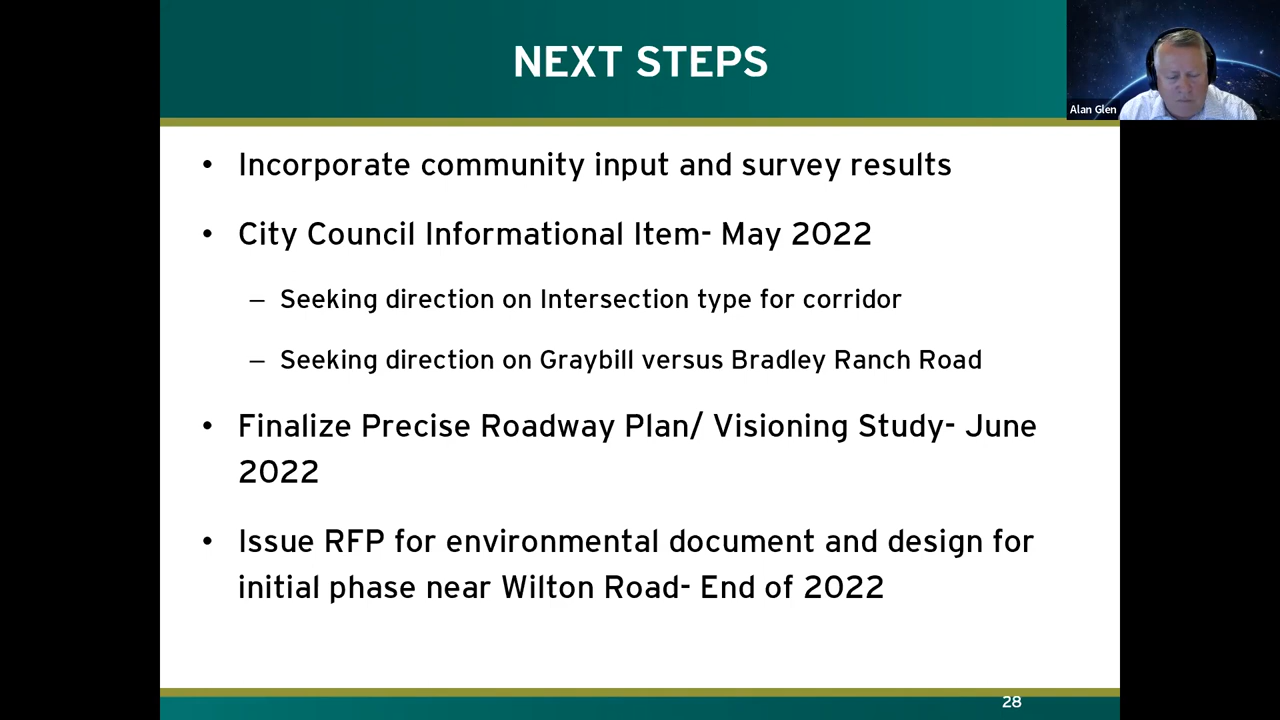 NEXT STEPS
Alan Glen
• Incorporate community input and survey results
• City Council Informational Item- May 2022
– Seeking direction on Intersection type for corridor
– Seeking direction on Graybill versus Bradley Ranch Road
• Finalize Precise Roadway Plan/ Visioning Study- June
2022
• Issue RFP for environmental document and design for
initial phase near Wilton Road- End of 2022
28